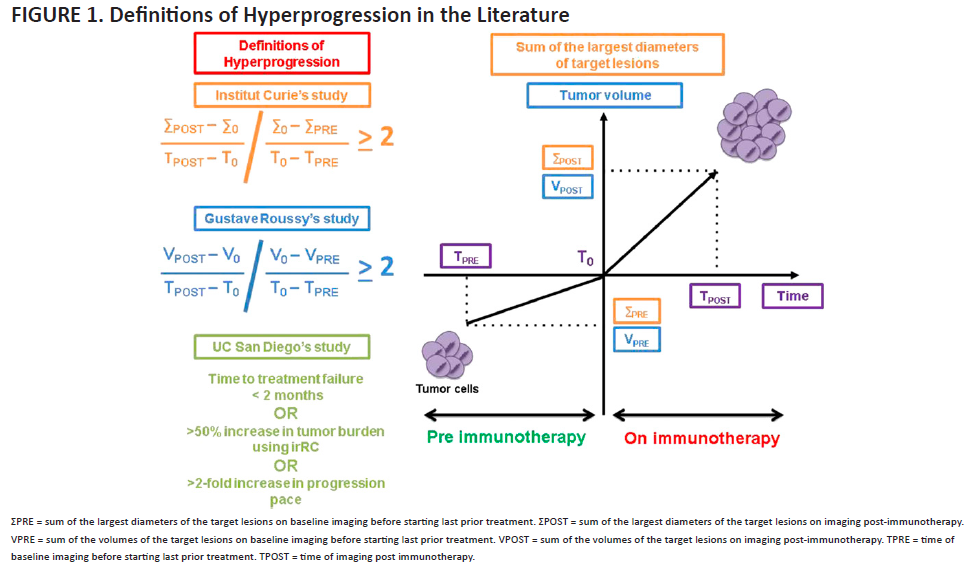 FIGURE 1. Definitions of Hyperprogression in the Literature
Definitions of
Hyperprogression
Institut Curie's study
ΣPOST – Σ0 / Σ0 – ΣPRE ≥ 2
TPOST – T0 / T0 – TPRE
Gustave Roussy's study
VPOST – V0 / V0 – VPRE ≥ 2
TPOST – T0 / T0 – TPRE
UC San Diego's study
Time to treatment failure
< 2 months
OR
>50% increase in tumor burden
using irRC
OR
>2-fold increase in progression
pace
Sum of the largest diameters
of target lesions
Tumor volume
ΣPOST
VPOST
TPRE
T0
TPOST
Time
ΣPRE
VPRE
Tumor cells
Pre immunotherapy
On immunotherapy
ΣPRE = sum of the largest diameters of the target lesions on baseline imaging before starting last prior treatment. ΣPOST = sum of the largest diameters of the target lesions on imaging post-immunotherapy.
VPRE = sum of the volumes of the target lesions on baseline imaging before starting last prior treatment. VPOST = sum of the volumes of the target lesions on imaging post-immunotherapy. TPRE = time of
baseline imaging before starting last prior treatment. TPOST = time of imaging post immunotherapy.